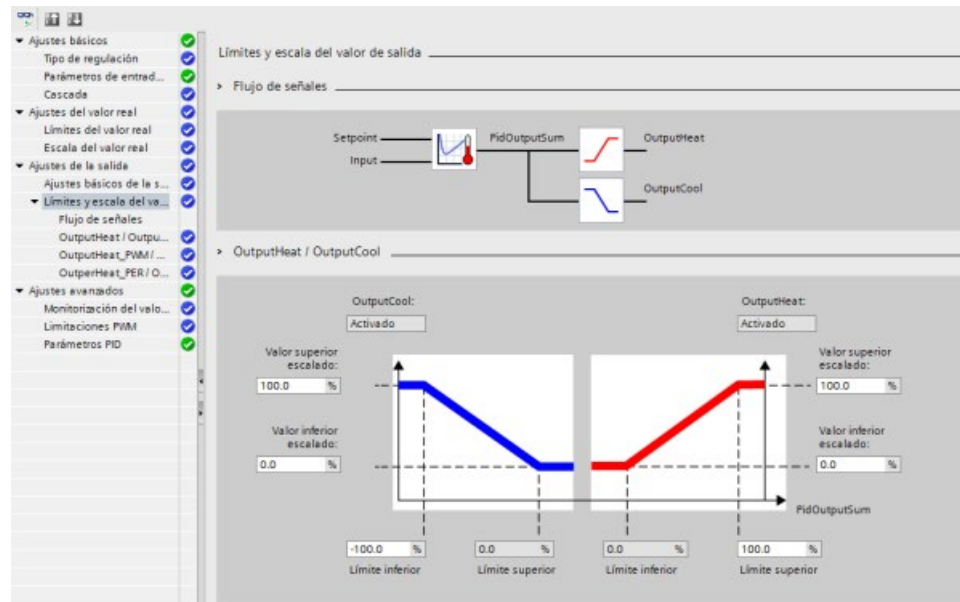 Ajustes básicos
Tipo de regulación
Parámetros de entrad...
Cascada
Ajustes del valor real
Límites del valor real
Escala del valor real
Ajustes de la salida
Ajustes básicos de la s...
Límites y escala del va...
Flujo de señales
OutputHeat / Outpu...
OutputHeat_PWM / ...
OutperHeat_PER / O...
Ajustes avanzados
Monitorización del valo...
Limitaciones PWM
Parámetros PID
Límites y escala del valor de salida
Flujo de señales
Setpoint
Input
PidOutputSum
OutputHeat
OutputCool
OutputHeat / OutputCool
OutputCool:
Activado
OutputHeat:
Activado
Valor superior
escalado:
100.0 %
Valor inferior
escalado:
0.0 %
Valor superior
escalado:
100.0 %
Valor inferior
escalado:
0.0 %
PidOutputSum
-100.0 %
Límite inferior
0.0 %
Límite superior
0.0 %
Límite inferior
100.0 %
Límite superior